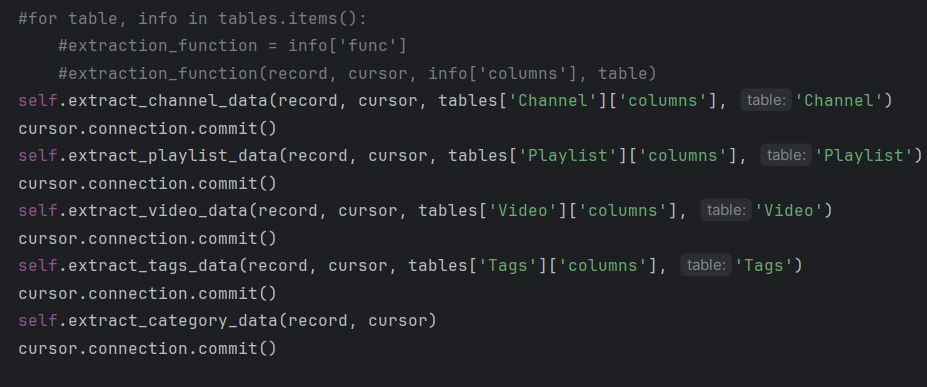 #for table, info in tables.items():
    #extraction_function = info['func']
    #extraction_function(record, cursor, info['columns'], table)
self.extract_channel_data(record, cursor, tables['Channel']['columns'], table: 'Channel')
cursor.connection.commit()
self.extract_playlist_data(record, cursor, tables['Playlist']['columns'], table: 'Playlist')
cursor.connection.commit()
self.extract_video_data(record, cursor, tables['Video']['columns'], table: 'Video')
cursor.connection.commit()
self.extract_tags_data(record, cursor, tables['Tags']['columns'], table: 'Tags')
cursor.connection.commit()
self.extract_category_data(record, cursor)
cursor.connection.commit()